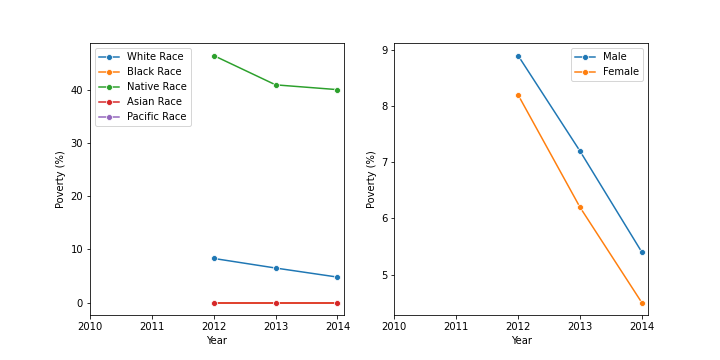 White Race
Black Race
Native Race
Asian Race
Pacific Race
40
30
20
10
0
Poverty (%)
2010 2011 2012 2013 2014
Year
Male
Female
9
8
7
6
5
Poverty (%)
2010 2011 2012 2013 2014
Year